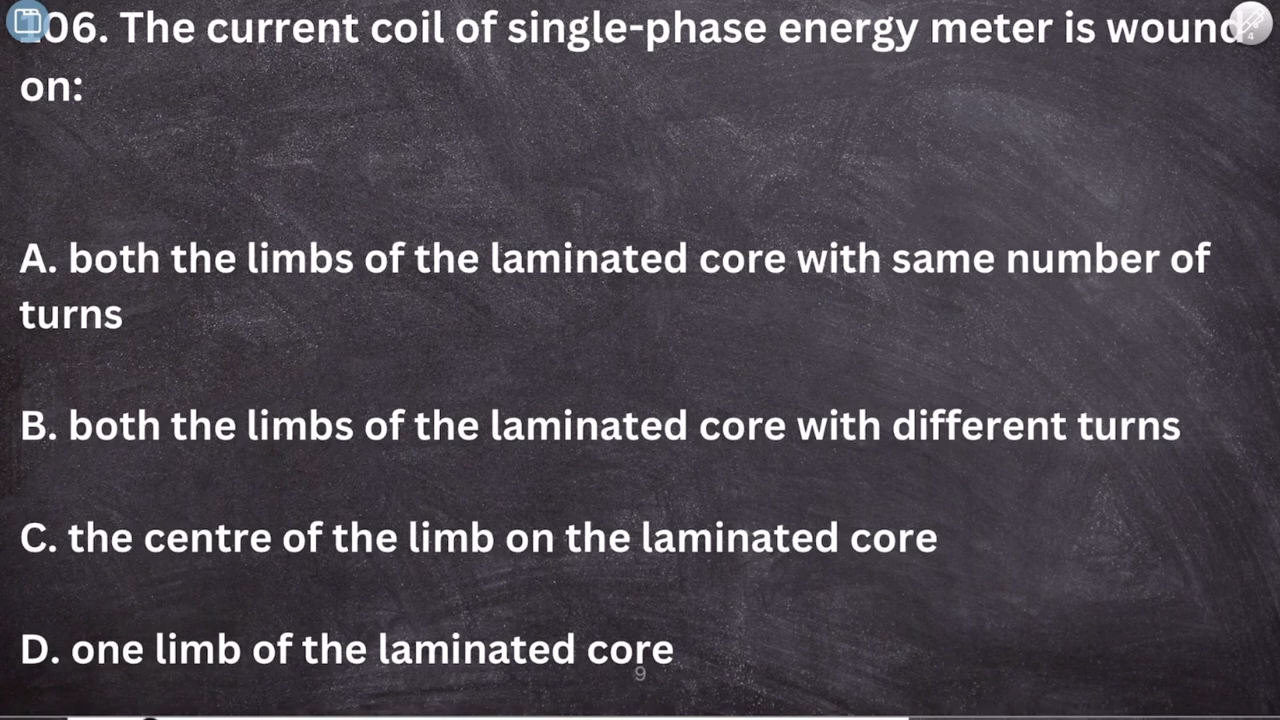 06. The current coil of single-phase energy meter is wound
on:
A. both the limbs of the laminated core with same number of
turns
B. both the limbs of the laminated core with different turns
C. the centre of the limb on the laminated core
D. one limb of the laminated core
9
4